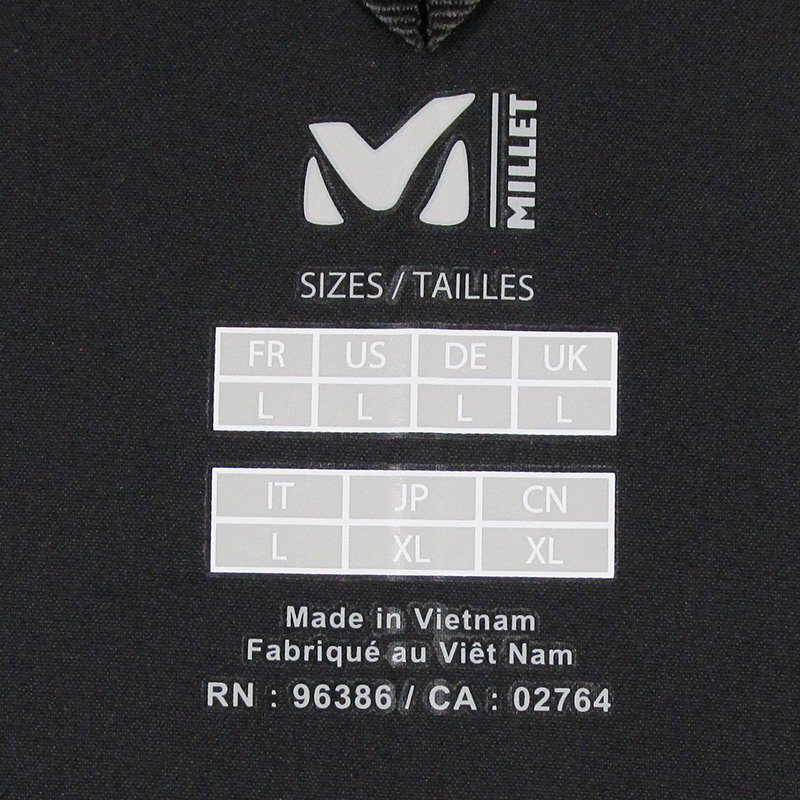 MILLET
SIZES / TAILLES
FR US DE UK
L L L L
IT JP CN
L XL XL
Made in Vietnam
Fabriqué au Viêt Nam
RN : 96386 / CA : 02764